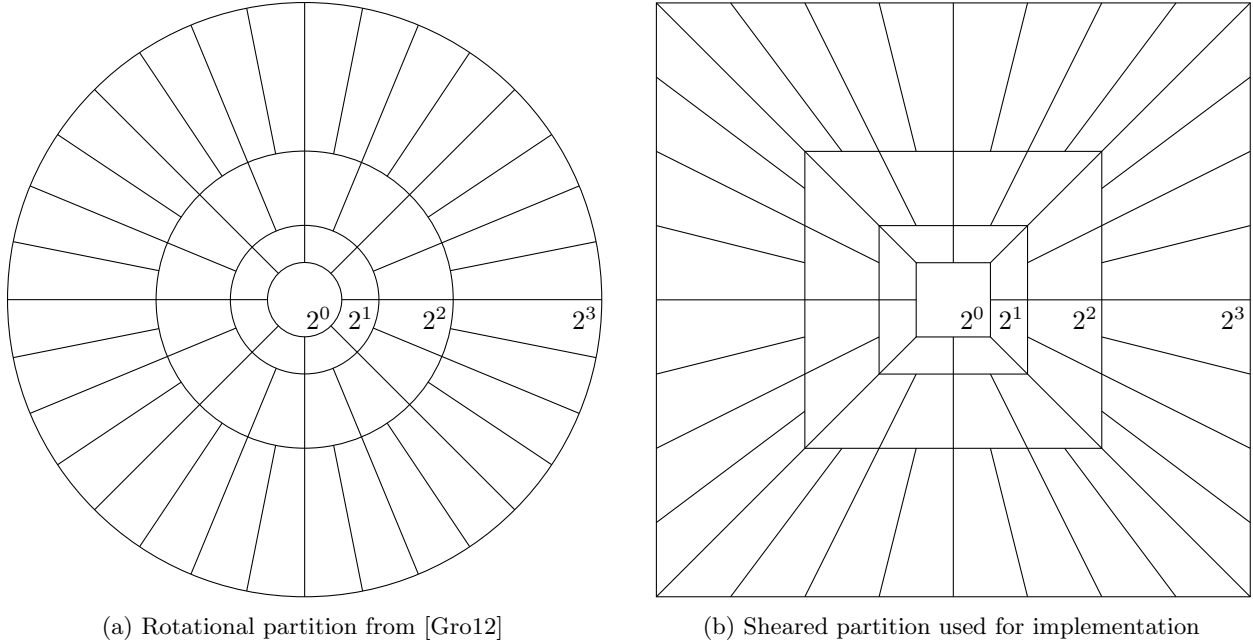 2^0 2^1 2^2 2^3
2^0 2^1 2^2 2^3
(a) Rotational partition from [Gro12]
(b) Sheared partition used for implementation